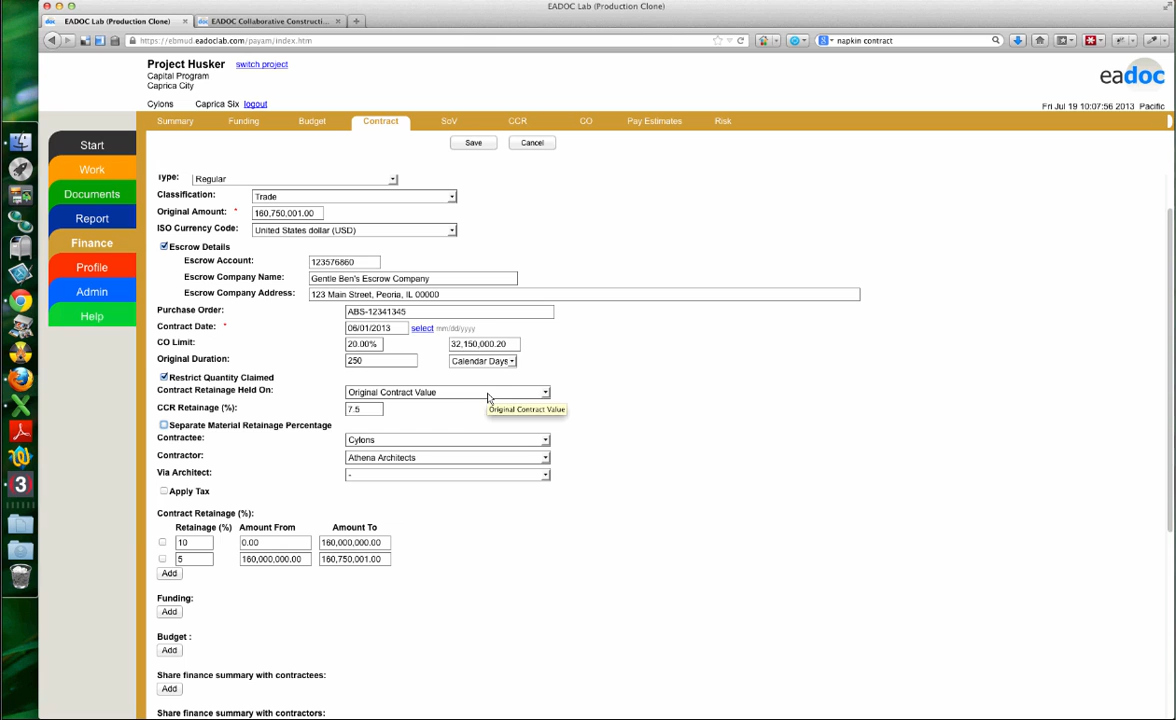 EADOC Lab (Production Clone)
EADOC Lab (Production Clone) × EADOC Collaborative Constructi... × +
https://ebmud.eadoclab.com/payam/index.htm napkin contract
Project Husker switch project
Capital Program
Caprica City
eadoc
Cylons Caprica Six logout
Fri Jul 19 10:07:56 2013 Pacific
Summary Funding Budget Contract SoV CCR CO Pay Estimates Risk
Start
Work
Documents
Report
Finance
Profile
Admin
Help
Save Cancel
Type: Regular
Classification: Trade
Original Amount: * 160,750,001.00
ISO Currency Code: United States dollar (USD)
Escrow Details
Escrow Account: 123576860
Escrow Company Name: Gentle Ben's Escrow Company
Escrow Company Address: 123 Main Street, Peoria, IL 00000
Purchase Order: ABS-12341345
Contract Date: * 06/01/2013 select mm/dd/yyyy
CO Limit: 20.00% 32,150,000.20
Original Duration: 250 Calendar Days
Restrict Quantity Claimed
Contract Retainage Held On: Original Contract Value
Original Contract Value
CCR Retainage (%): 7.5
Separate Material Retainage Percentage
Contractee: Cylons
Contractor: Athena Architects
Via Architect: -
Apply Tax
Contract Retainage (%):
Retainage (%) Amount From Amount To
10 0.00 160,000,000.00
5 160,000,000.00 160,750,001.00
Add
Funding:
Add
Budget :
Add
Share finance summary with contractees:
Add
Share finance summary with contractors:
3